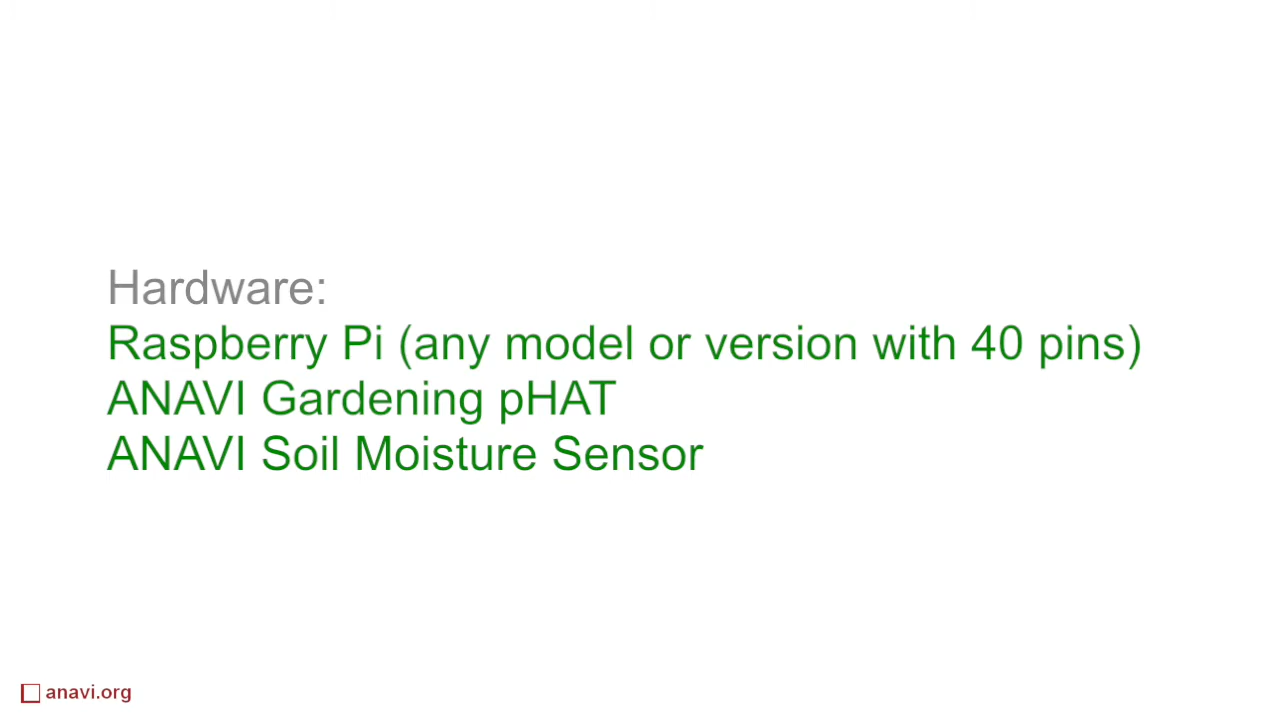 Hardware:
Raspberry Pi (any model or version with 40 pins)
ANAVI Gardening pHAT
ANAVI Soil Moisture Sensor
anavi.org